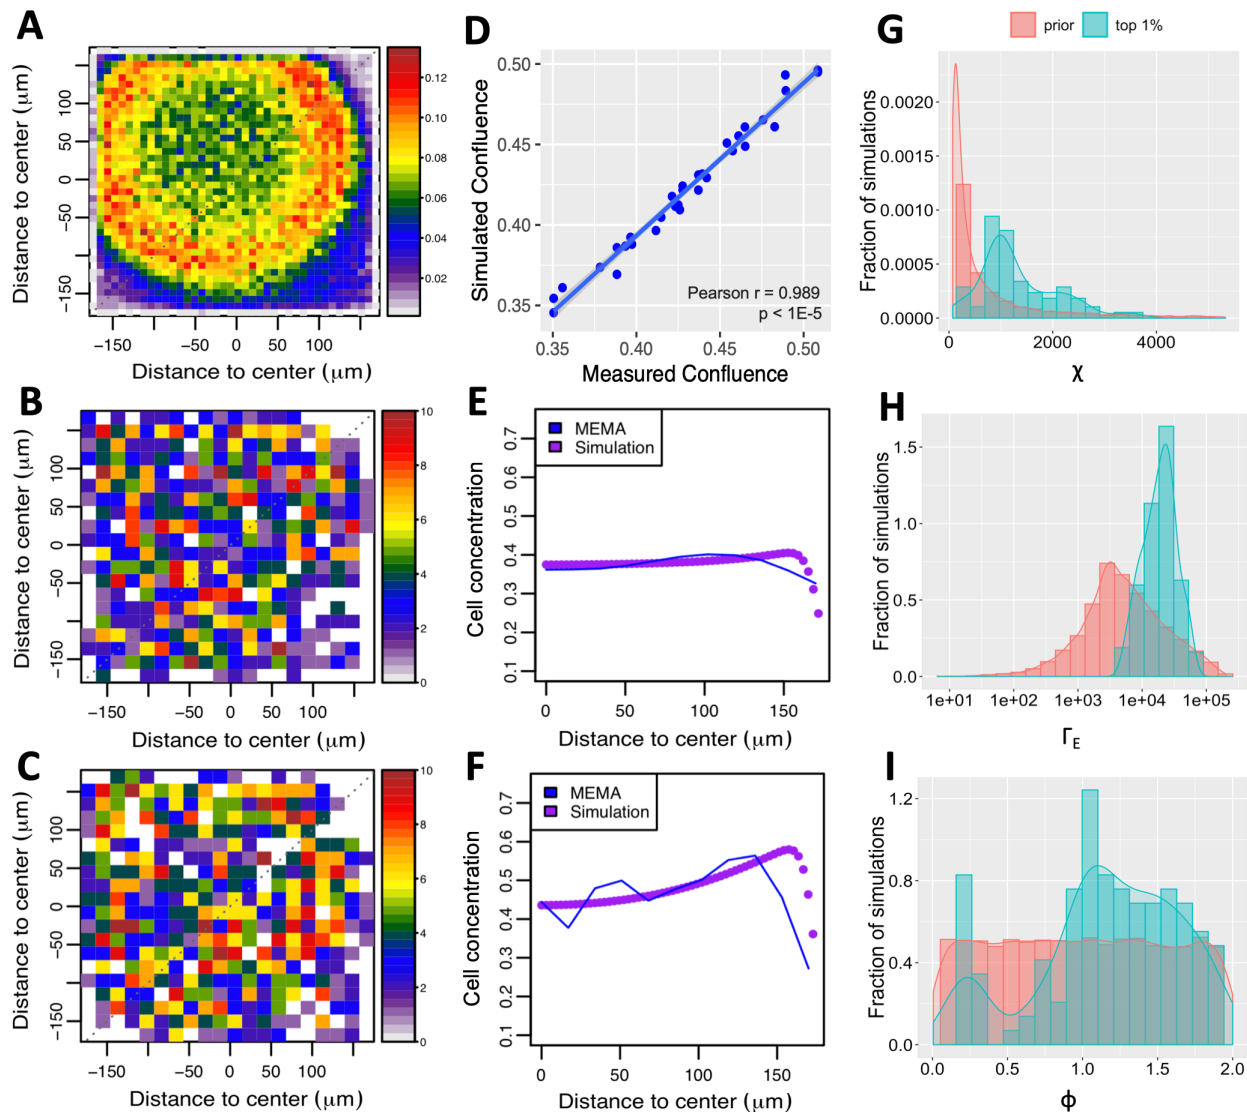 A
Distance to center (μm)
100
50
0
−50
−150
0.12
0.10
0.08
0.06
0.04
0.02
−150
−50
0
50
100
Distance to center (μm)
B
Distance to center (μm)
100
50
0
−50
−150
10
8
6
4
2
0
−150
−50
0
50
100
Distance to center (μm)
C
Distance to center (μm)
100
50
0
−50
−150
10
8
6
4
2
0
−150
−50
0
50
100
Distance to center (μm)
D
Simulated Confluence
0.50
0.45
0.40
0.35
Pearson r = 0.989
p < 1E-5
0.35
0.40
0.45
0.50
Measured Confluence
E
MEMA
Simulation
Cell concentration
0.7
0.6
0.5
0.4
0.3
0.2
0.1
0
50
100
150
Distance to center (μm)
F
MEMA
Simulation
Cell concentration
0.7
0.6
0.5
0.4
0.3
0.2
0.1
0
50
100
150
Distance to center (μm)
G
prior
top 1%
Fraction of simulations
0.0020
0.0015
0.0010
0.0005
0.0000
0
2000
4000
χ
H
Fraction of simulations
1.5
1.0
0.5
0.0
1e+01
1e+02
1e+03
1e+04
1e+05
Γ_E
I
Fraction of simulations
1.2
0.8
0.4
0.0
0.0
0.5
1.0
1.5
2.0
ϕ